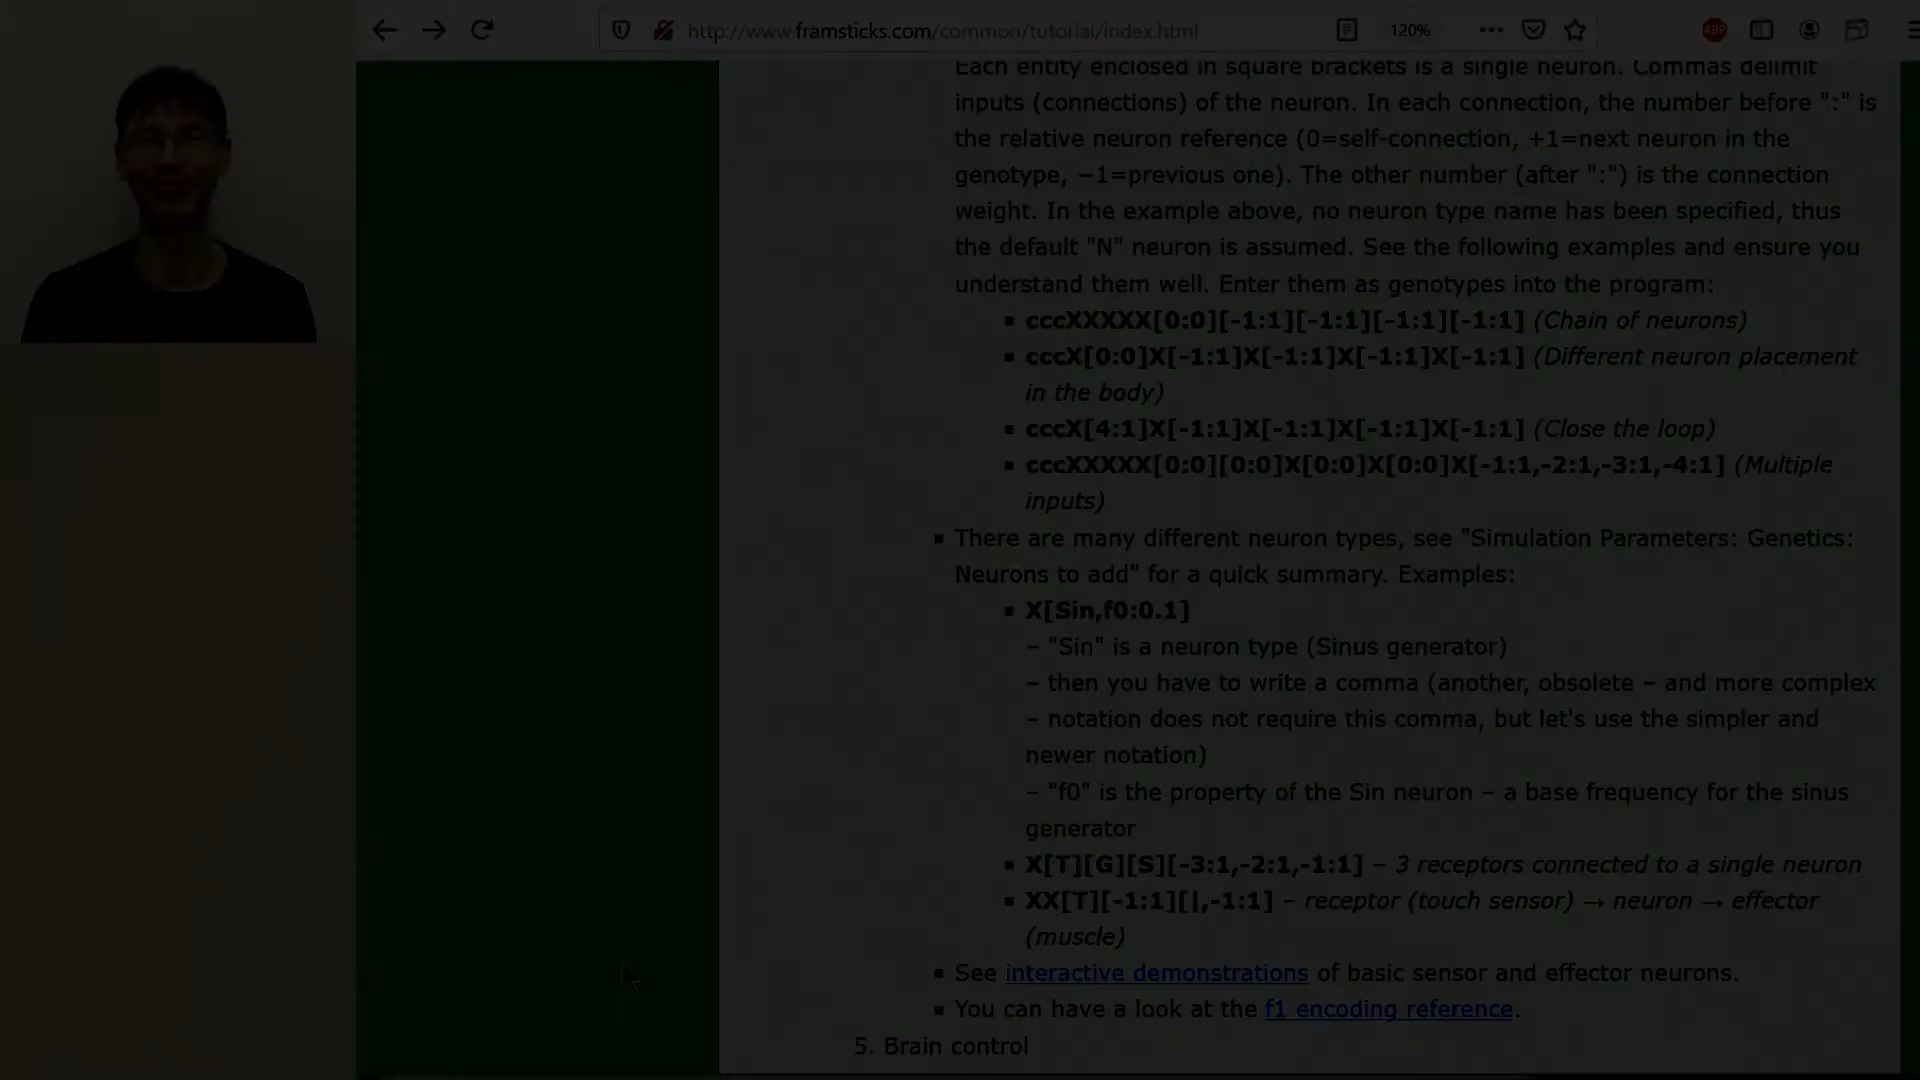 http://www.framsticks.com/common/tutorial/index.html
120%
ABP
Each entity enclosed in square brackets is a single neuron. Commas delimit
inputs (connections) of the neuron. In each connection, the number before ":" is
the relative neuron reference (0=self-connection, +1=next neuron in the
genotype, −1=previous one). The other number (after ":") is the connection
weight. In the example above, no neuron type name has been specified, thus
the default "N" neuron is assumed. See the following examples and ensure you
understand them well. Enter them as genotypes into the program:
cccXXXXX[0:0][-1:1][-1:1][-1:1][-1:1] (Chain of neurons)
cccX[0:0]X[-1:1]X[-1:1]X[-1:1]X[-1:1] (Different neuron placement
in the body)
cccX[4:1]X[-1:1]X[-1:1]X[-1:1]X[-1:1] (Close the loop)
cccXXXXX[0:0][0:0]X[0:0]X[0:0]X[-1:1,-2:1,-3:1,-4:1] (Multiple
inputs)
There are many different neuron types, see "Simulation Parameters: Genetics:
Neurons to add" for a quick summary. Examples:
X[Sin,f0:0.1]
– "Sin" is a neuron type (Sinus generator)
– then you have to write a comma (another, obsolete – and more complex
– notation does not require this comma, but let's use the simpler and
newer notation)
– "f0" is the property of the Sin neuron – a base frequency for the sinus
generator
X[T][G][S][-3:1,-2:1,-1:1] – 3 receptors connected to a single neuron
XX[T][-1:1][|,-1:1] – receptor (touch sensor) → neuron → effector
(muscle)
See interactive demonstrations of basic sensor and effector neurons.
You can have a look at the f1 encoding reference.
5. Brain control